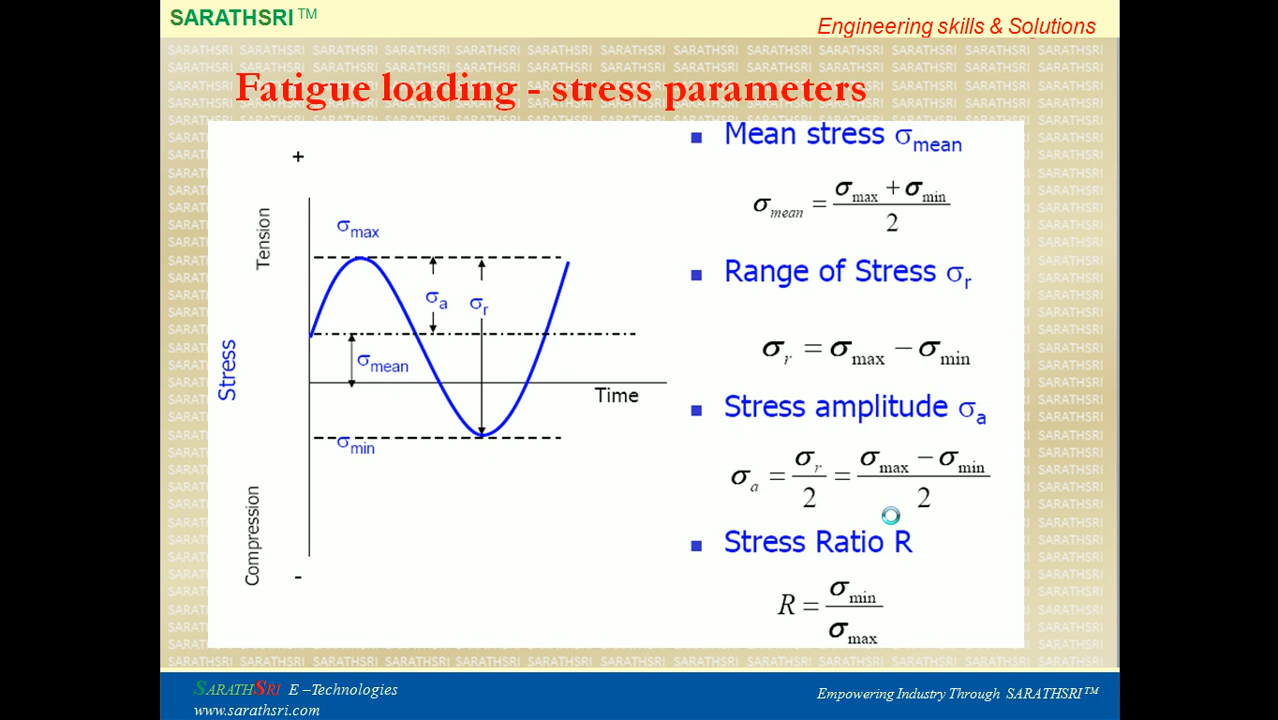 SARATHSRI™
Engineering skills & Solutions
Fatigue loading - stress parameters
+
Tension
Stress
Compression
-
σmax
σa
σr
σmean
σmin
Time
Mean stress σmean
σmean = (σmax + σmin) / 2
Range of Stress σr
σr = σmax − σmin
Stress amplitude σa
σa = σr / 2 = (σmax − σmin) / 2
Stress Ratio R
R = σmin / σmax
SARATHSRI E –Technologies
www.sarathsri.com
Empowering Industry Through SARATHSRI™